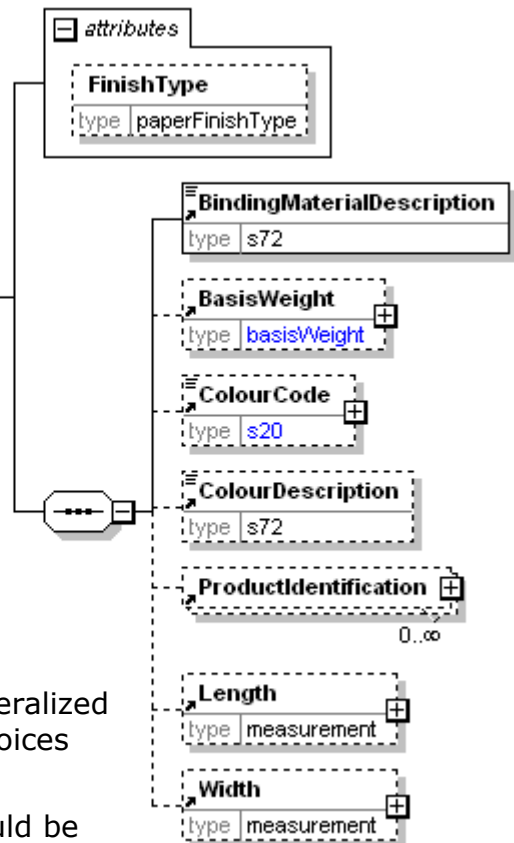 attributes
FinishType
type paperFinishType
BindingMaterialDescription
type s72
BasisWeight
type basisWeight
ColourCode
type s20
ColourDescription
type s72
ProductIdentification
0..∞
eralized
oices
Length
type measurement
uld be
Width
type measurement